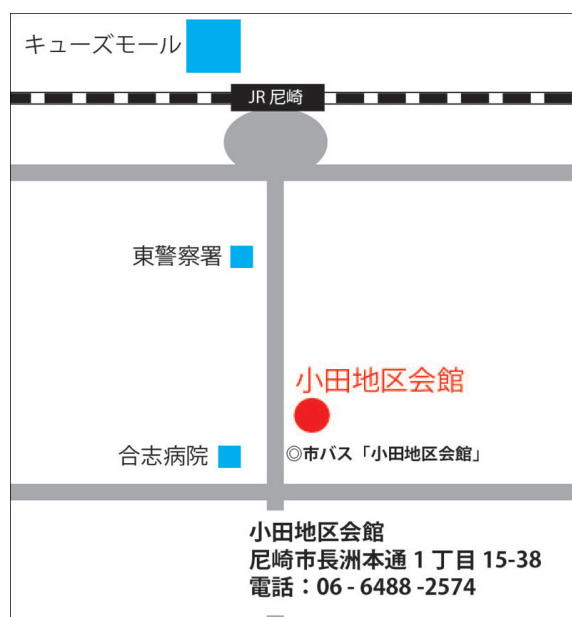 キューズモール
JR 尼崎
東警察署
小田地区会館
合志病院
◎市バス「小田地区会館」
小田地区会館
尼崎市長洲本通 1 丁目 15-38
電話：06 - 6488 -2574